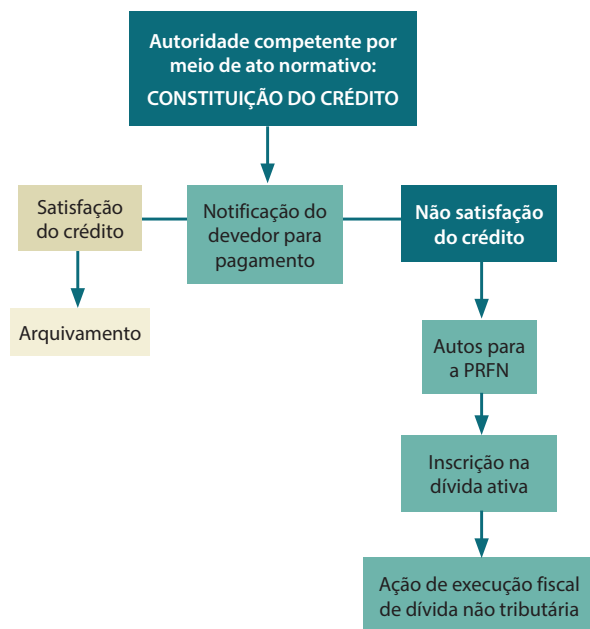 Autoridade competente por
meio de ato normativo:
CONSTITUIÇÃO DO CRÉDITO
Satisfação
do crédito
Notificação do
devedor para
pagamento
Não satisfação
do crédito
Arquivamento
Autos para
a PRFN
Inscrição na
dívida ativa
Ação de execução fiscal
de dívida não tributária